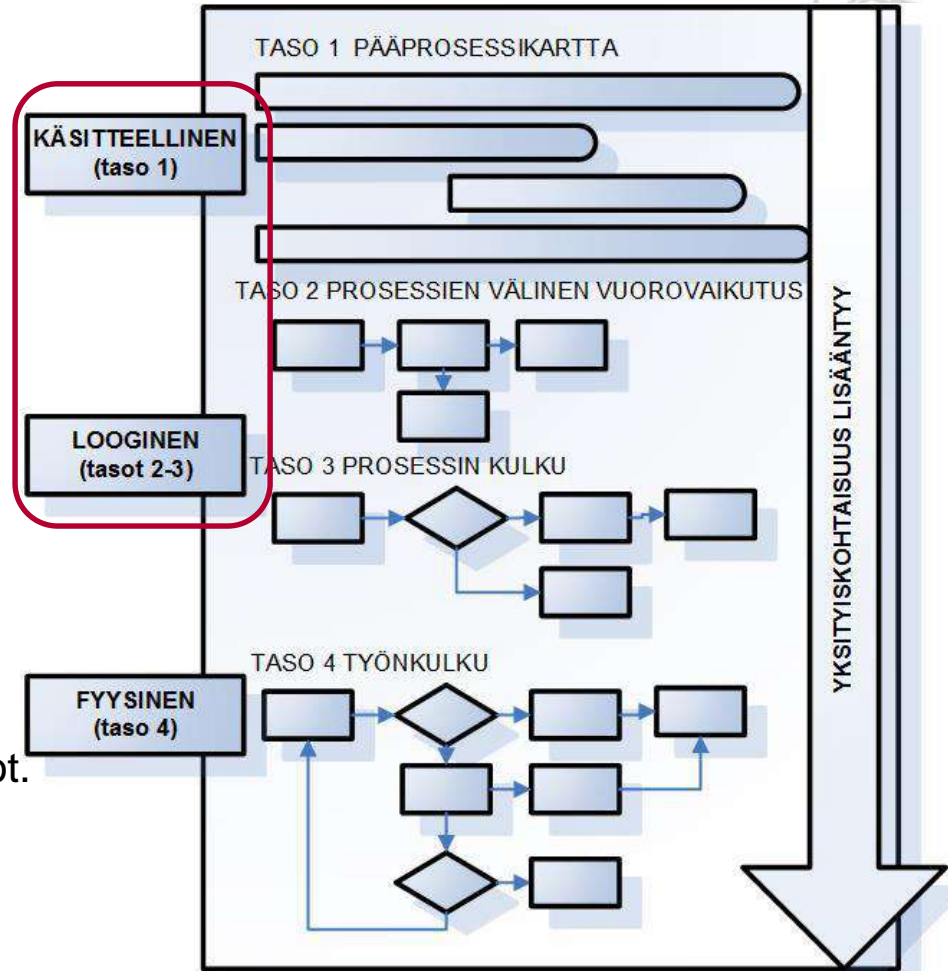 TASO 1 PÄÄPROSESSIKARTTA
KÄSITTEELLINEN
(taso 1)
TASO 2 PROSESSIEN VÄLINEN VUOROVAIKUTUS
LOOGINEN
(tasot 2-3)
TASO 3 PROSESSIN KULKU
TASO 4 TYÖNKULKU
FYYSINEN
(taso 4)
YKSITYISKOHTAISUUS LISÄÄNTYY